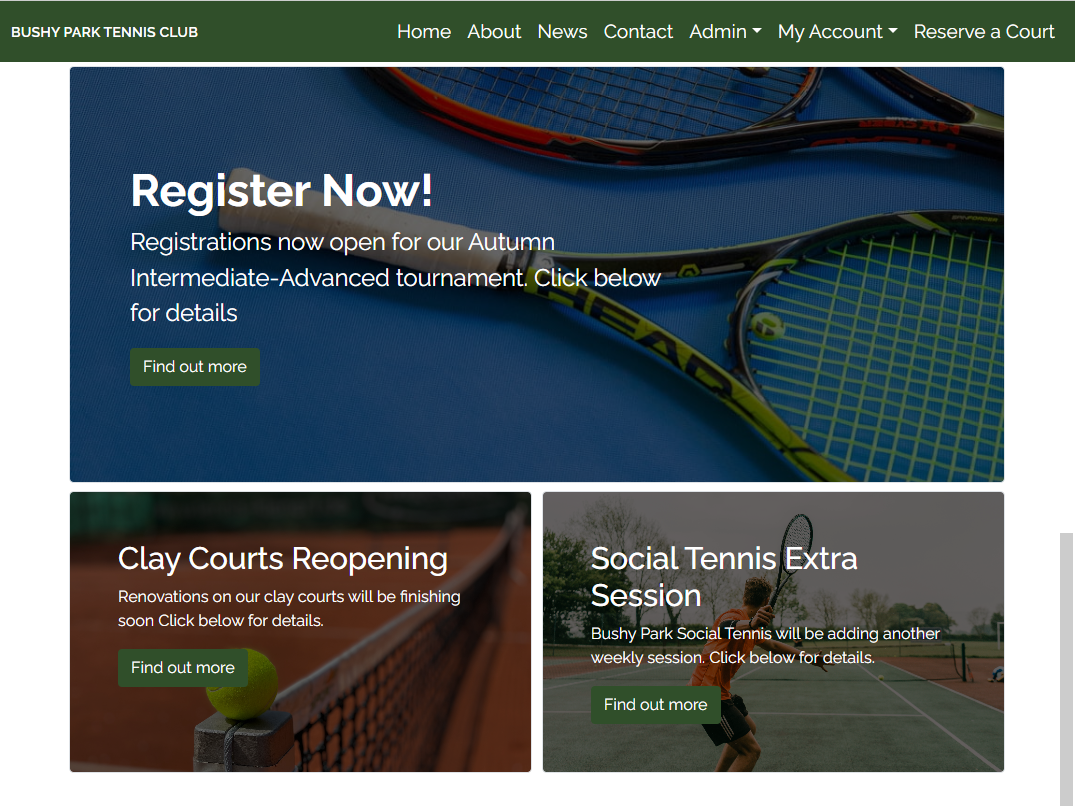 BUSHY PARK TENNIS CLUB
Home About News Contact Admin My Account Reserve a Court
Register Now!
Registrations now open for our Autumn
Intermediate-Advanced tournament. Click below
for details
Find out more
HEAD
Clay Courts Reopening
Renovations on our clay courts will be finishing
soon Click below for details.
Find out more
Social Tennis Extra
Session
Bushy Park Social Tennis will be adding another
weekly session. Click below for details.
Find out more